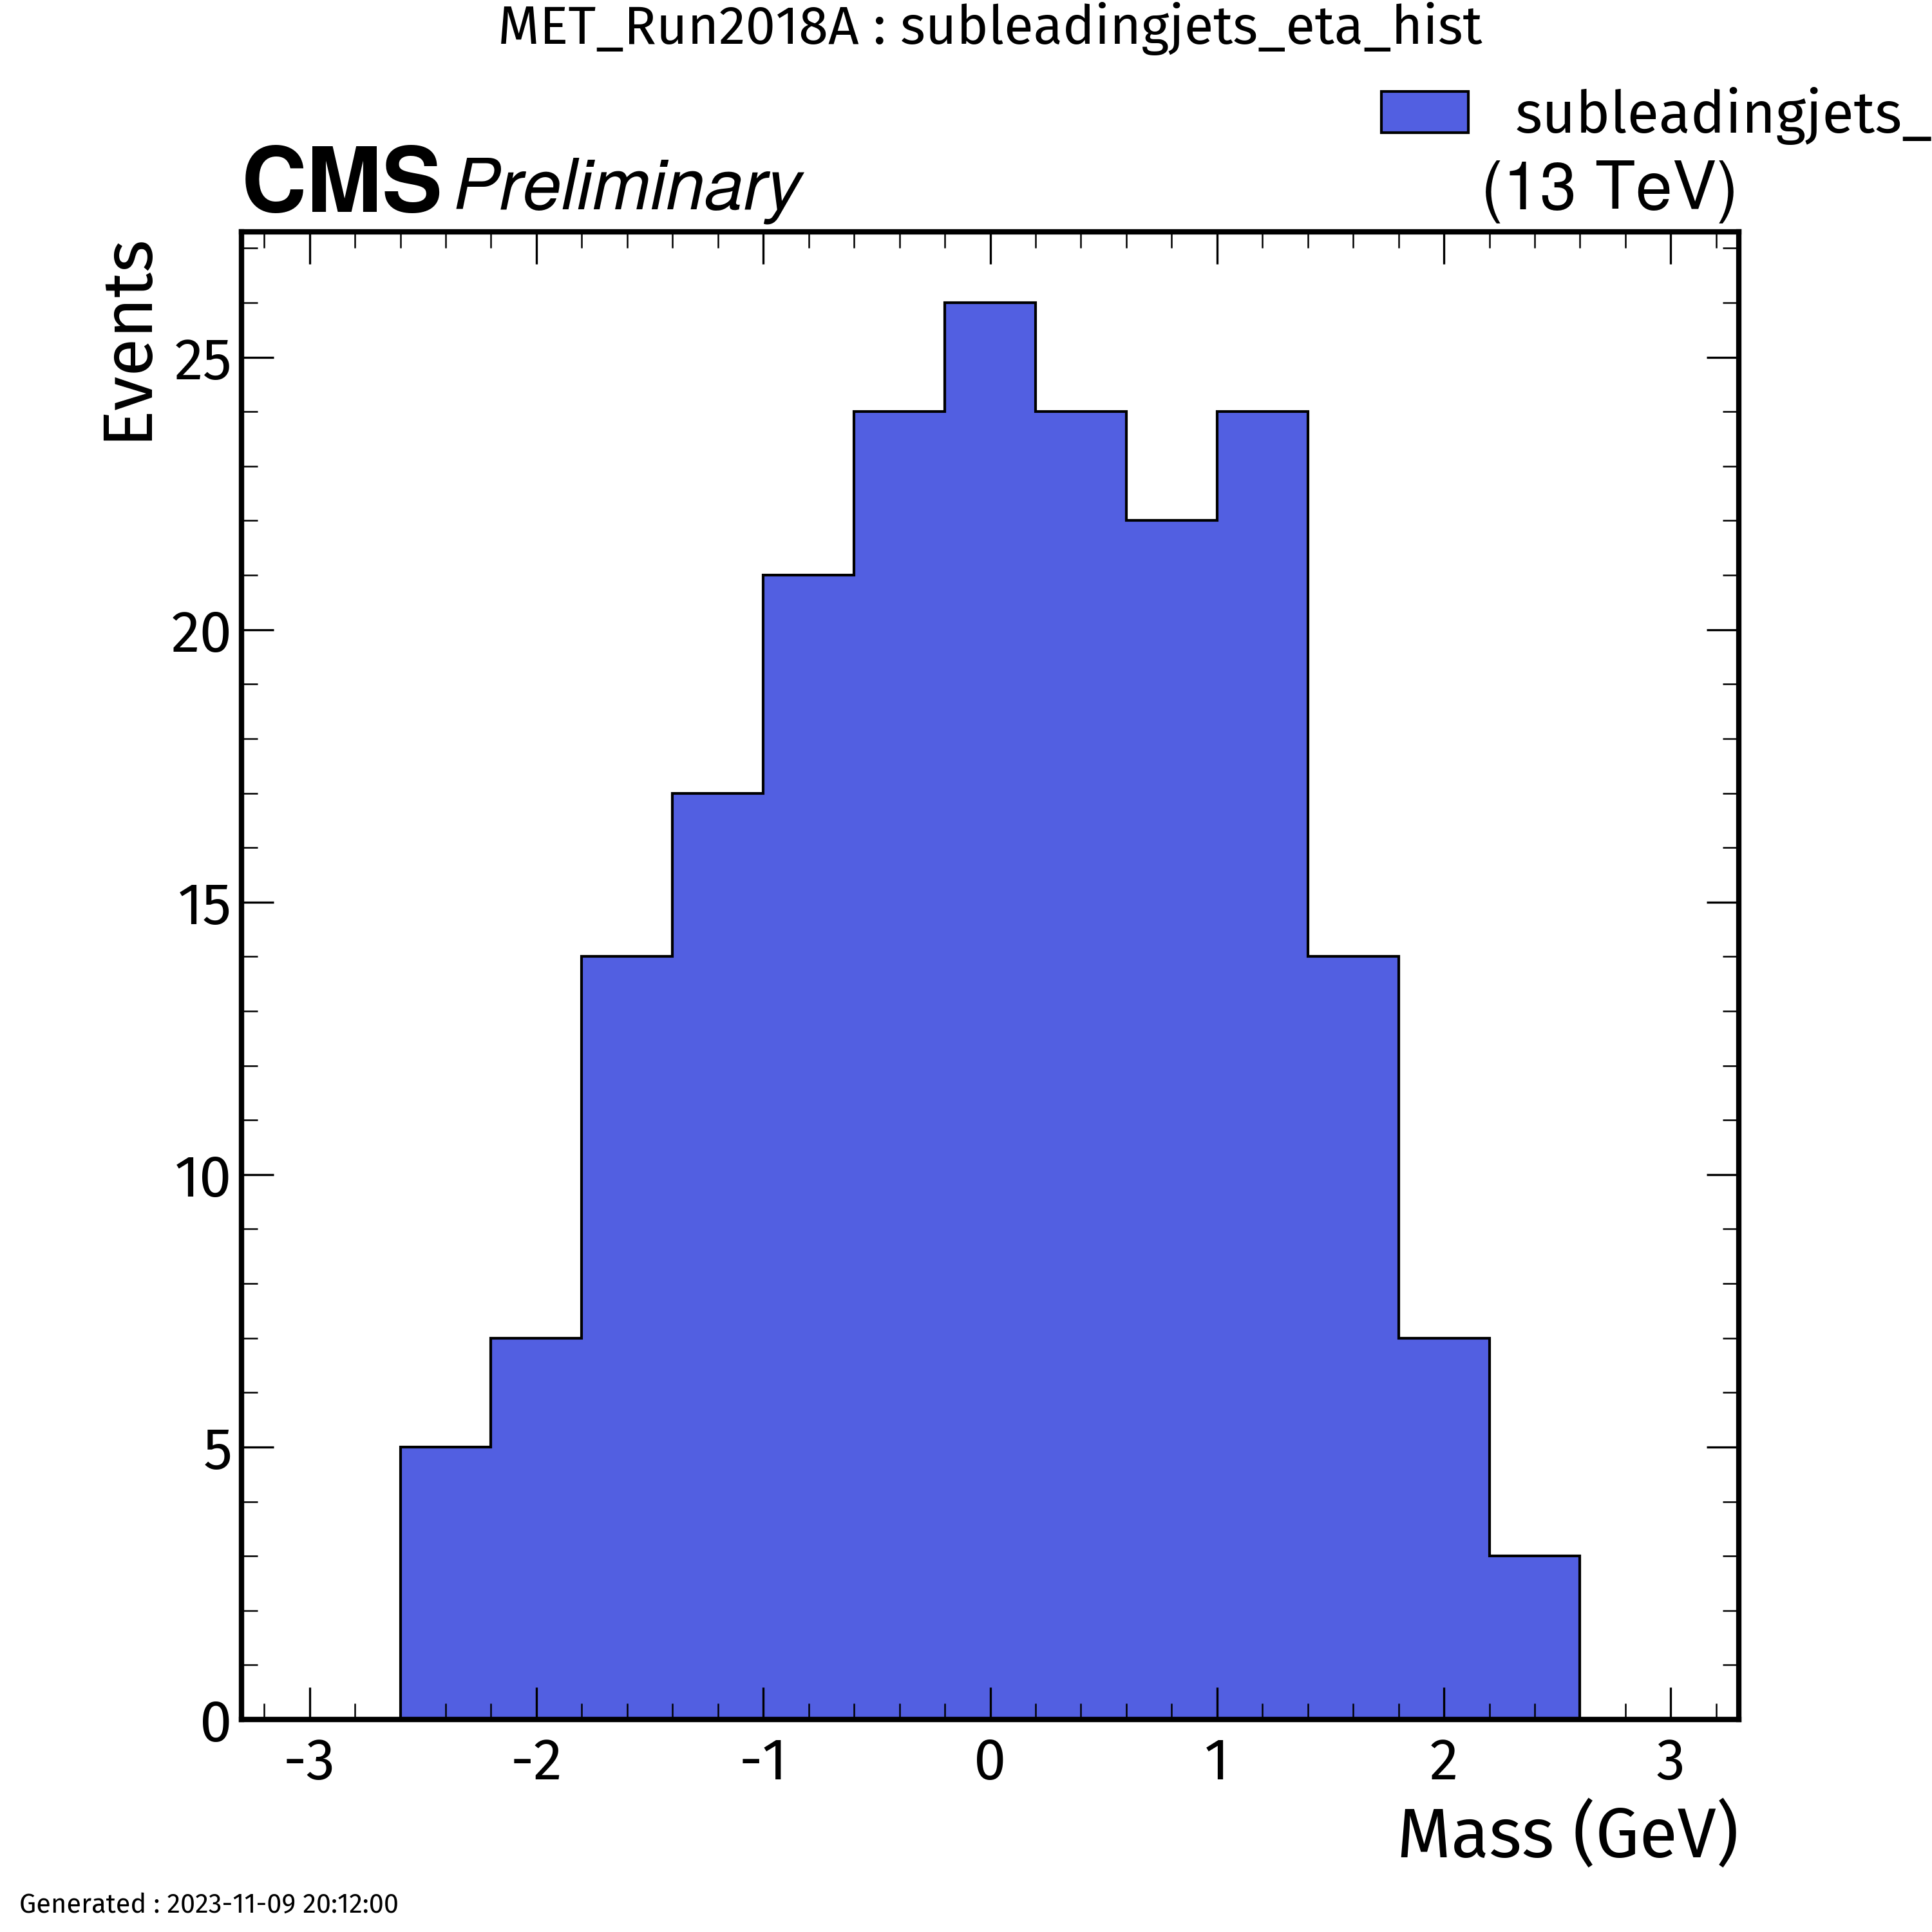 MET_Run2018A : subleadingjets_eta_hist
subleadingjets_
CMS Preliminary
(13 TeV)
Events
25
20
15
10
5
0
-3 -2 -1 0 1 2 3
Mass (GeV)
Generated : 2023-11-09 20:12:00